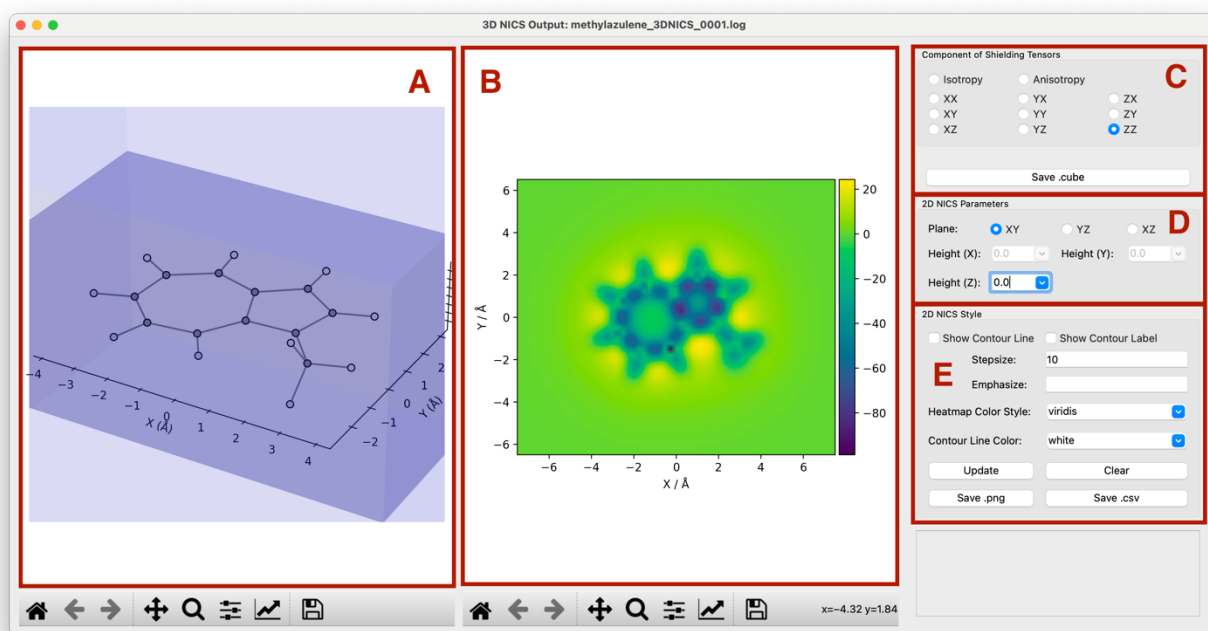 3D NICS Output: methylazulene_3DNICS_0001.log
A
−4
−3
−2
−1
0
1
2
3
4
X (Å)
−2
−1
0
1
2
Y (Å)
B
6
4
2
0
−2
−4
−6
Y / Å
−6 −4 −2 0 2 4 6
X / Å
20
0
−20
−40
−60
−80
x=−4.32 y=1.84
Component of Shielding Tensors
C
Isotropy Anisotropy
XX YX ZX
XY YY ZY
XZ YZ ZZ
Save .cube
2D NICS Parameters
D
Plane: XY YZ XZ
Height (X): 0.0 Height (Y): 0.0
Height (Z): 0.0
2D NICS Style
Show Contour Line Show Contour Label
E
Stepsize: 10
Emphasize:
Heatmap Color Style: viridis
Contour Line Color: white
Update Clear
Save .png Save .csv